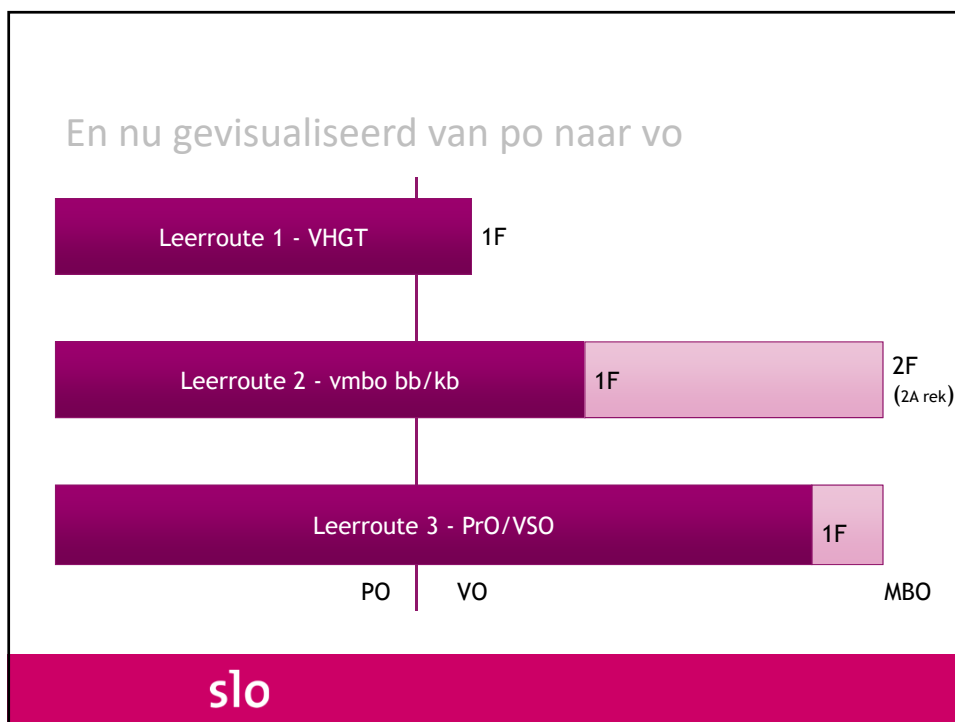 En nu gevisualiseerd van po naar vo
Leerroute 1 - VHGT
1F
Leerroute 2 - vmbo bb/kb
1F
2F
(2A rek)
Leerroute 3 - PrO/VSO
1F
PO
VO
MBO
slo